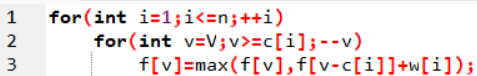 1 for(int i=1;i<=n;++i)
2 for(int v=V;v>=c[i];--v)
3 f[v]=max(f[v],f[v-c[i]]+w[i]);